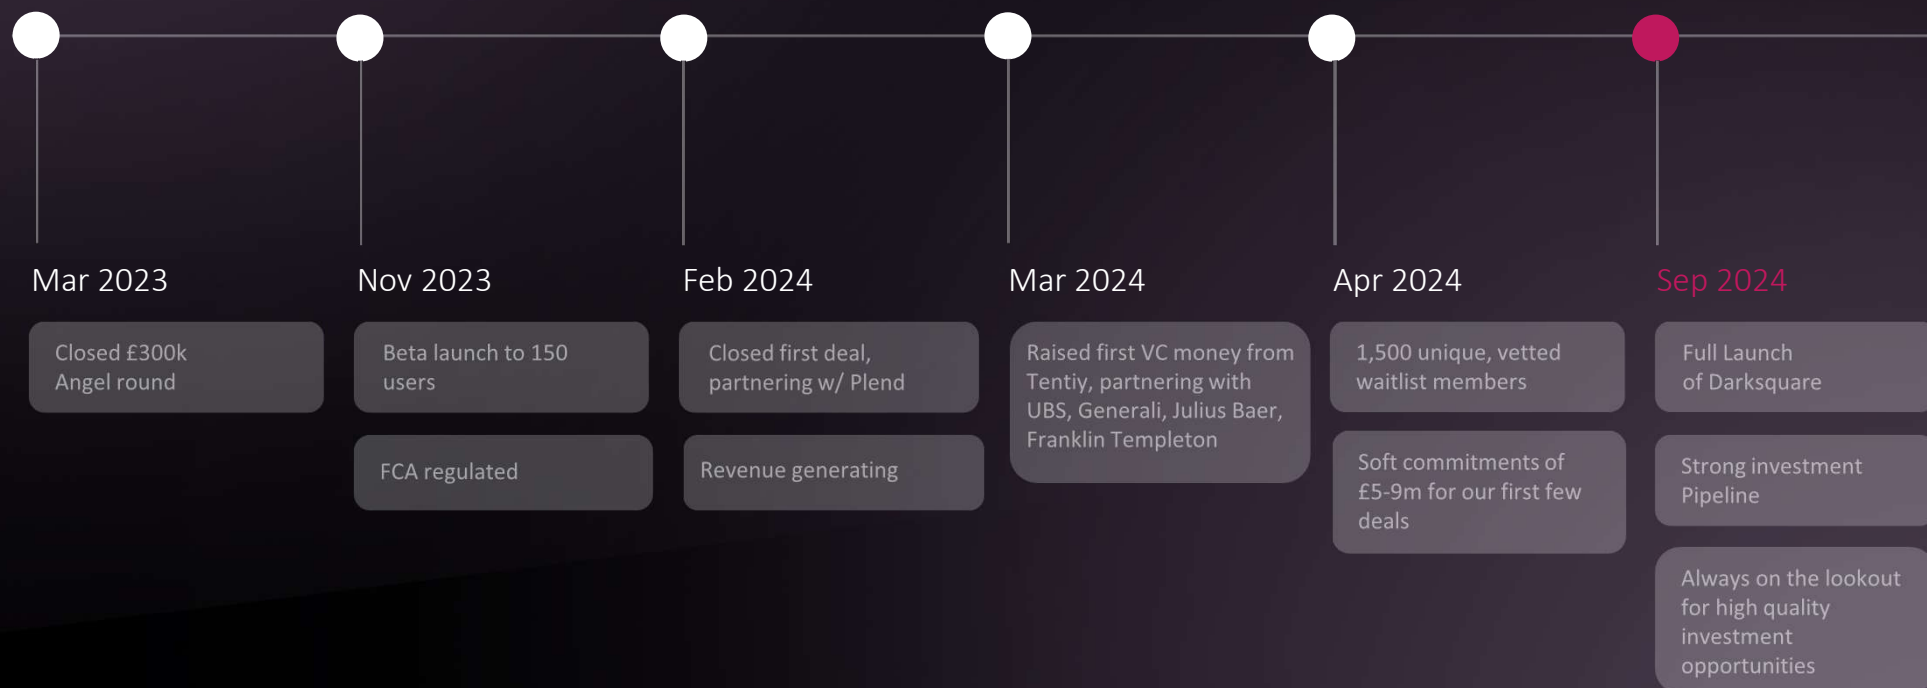 Mar 2023
Closed £300k
Angel round
Nov 2023
Beta launch to 150
users
FCA regulated
Feb 2024
Closed first deal,
partnering w/ Plend
Revenue generating
Mar 2024
Raised first VC money from
Tentiy, partnering with
UBS, Generali, Julius Baer,
Franklin Templeton
Apr 2024
1,500 unique, vetted
waitlist members
Soft commitments of
£5-9m for our first few
deals
Sep 2024
Full Launch
of Darksquare
Strong investment
Pipeline
Always on the lookout
for high quality
investment
opportunities